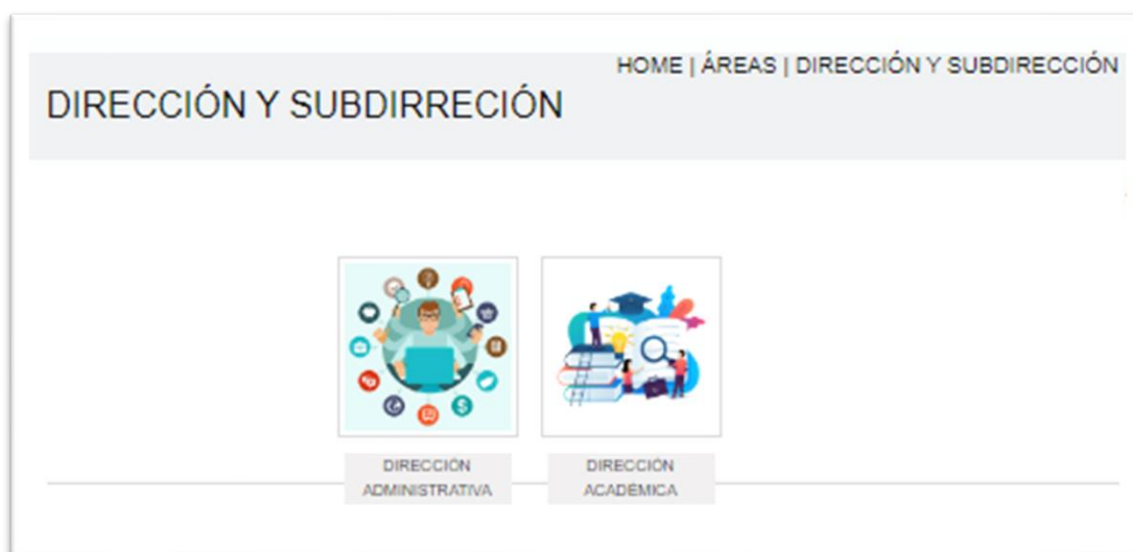 HOME | ÁREAS | DIRECCIÓN Y SUBDIRECCIÓN
DIRECCIÓN Y SUBDIRRECIÓN
DIRECCIÓN
ADMINISTRATIVA
DIRECCIÓN
ACADÉMICA